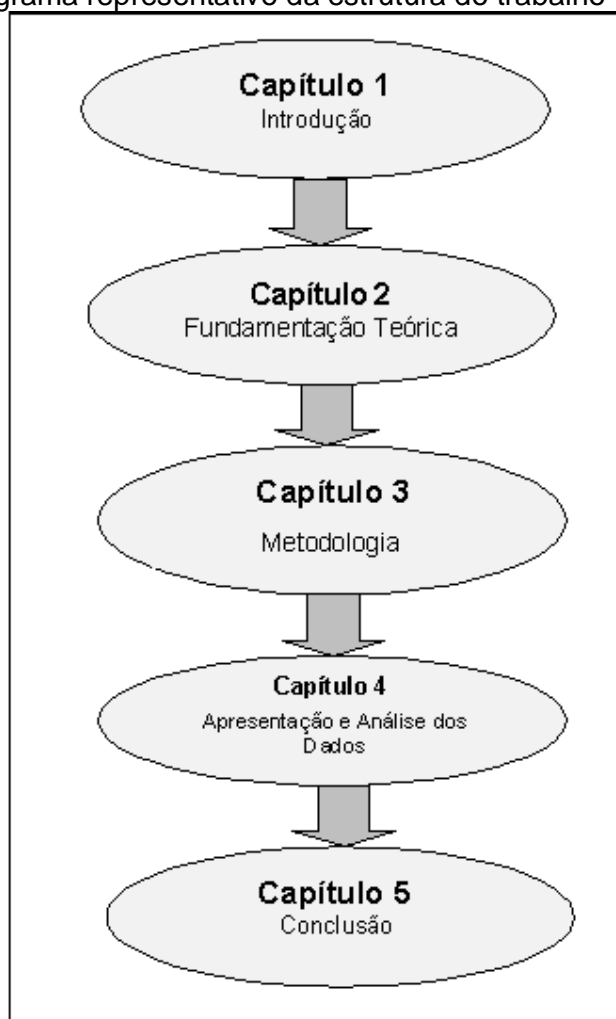 grama representativo da estrutura do trabalho
Capítulo 1
Introdução
Capítulo 2
Fundamentação Teórica
Capítulo 3
Metodologia
Capítulo 4
Apresentação e Análise dos
Dados
Capítulo 5
Conclusão